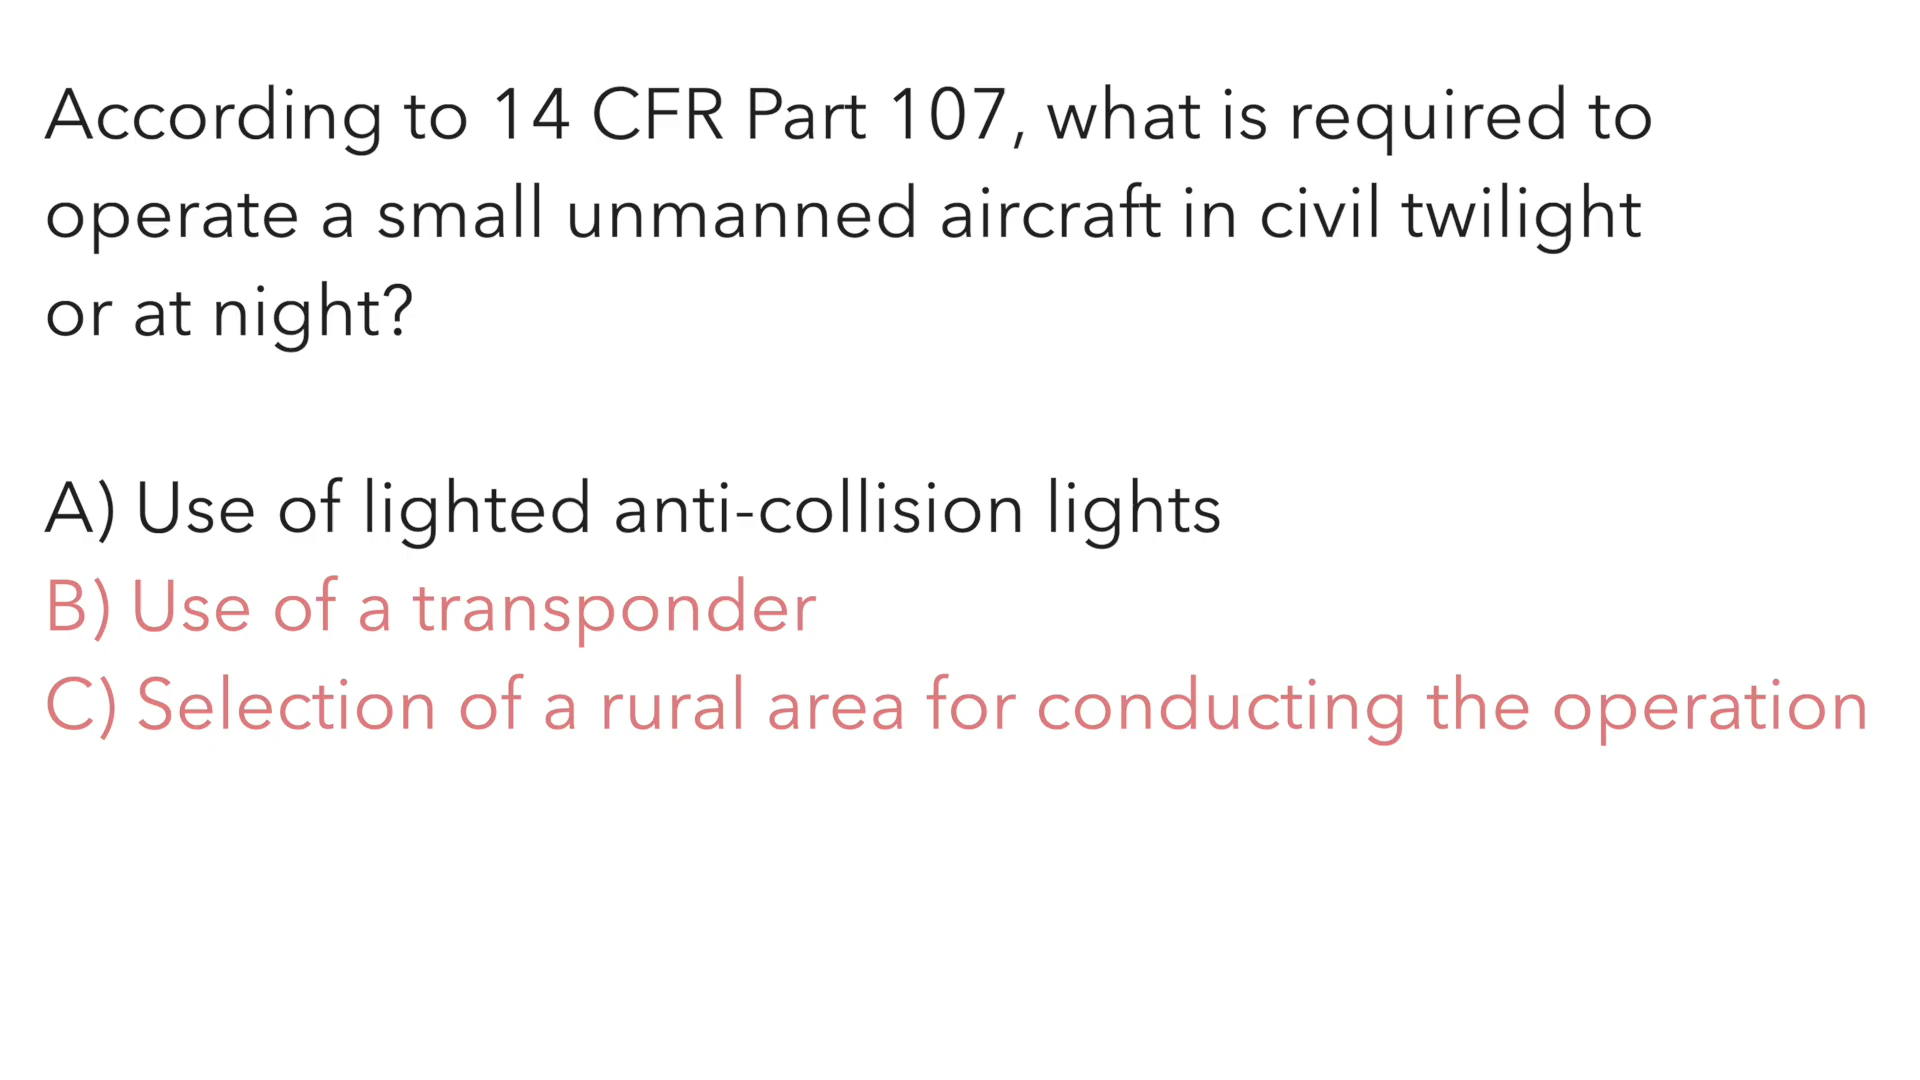 According to 14 CFR Part 107, what is required to
operate a small unmanned aircraft in civil twilight
or at night?
A) Use of lighted anti-collision lights
B) Use of a transponder
C) Selection of a rural area for conducting the operation